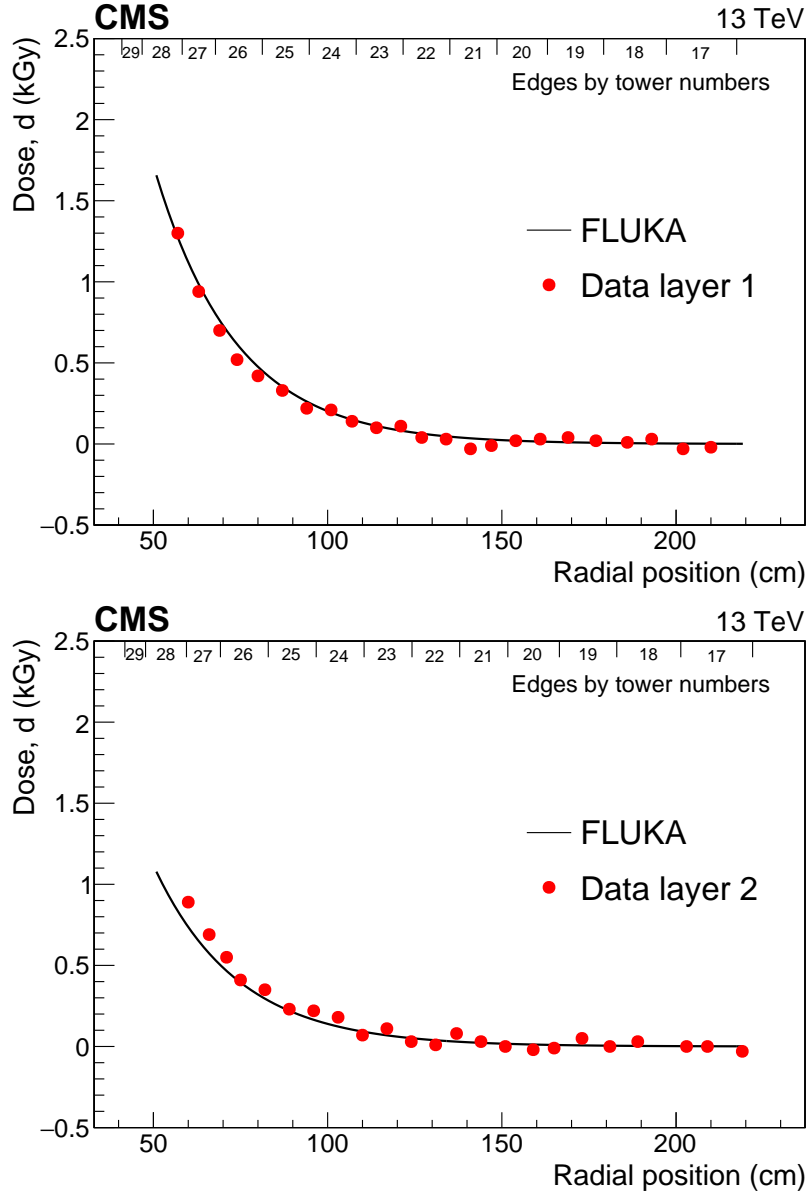 CMS 13 TeV
2.5
29 28 27 26 25 24 23 22 21 20 19 18 17
Edges by tower numbers
Dose, d (kGy)
2
1.5
FLUKA
1
Data layer 1
0.5
0
−0.5
50 100 150 200
Radial position (cm)
CMS 13 TeV
2.5
29 28 27 26 25 24 23 22 21 20 19 18 17
Edges by tower numbers
Dose, d (kGy)
2
1.5
FLUKA
1
Data layer 2
0.5
0
−0.5
50 100 150 200
Radial position (cm)